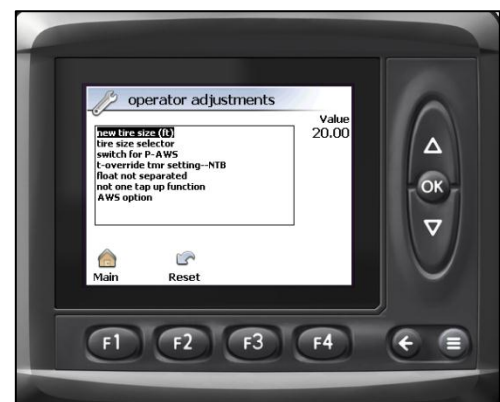 operator adjustments
Value
20.00
new tire size (ft)
tire size selector
switch for P-AWS
t-override tmr setting--NTB
float not separated
not one tap up function
AWS option
Main
Reset
OK
F1
F2
F3
F4